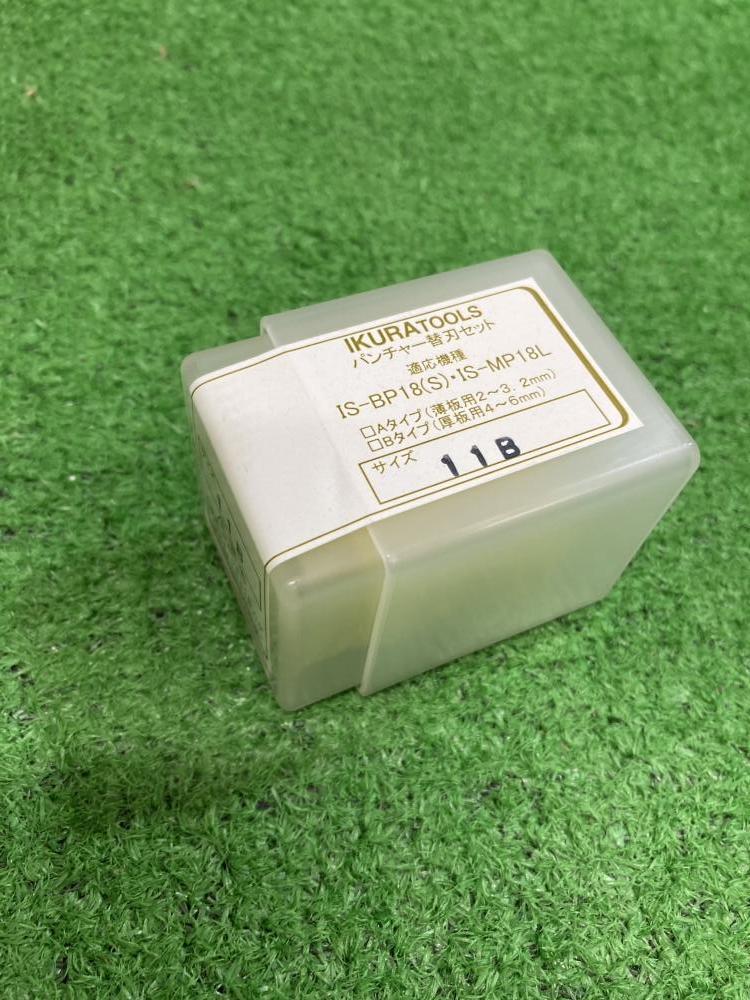 IKURATOOLS
パンチャー替刃セット
適応機種
IS-BP18(S)・IS-MP18L
□Aタイプ(薄板用2～3.2mm)
□Bタイプ(厚板用4～6mm)
サイズ 11B